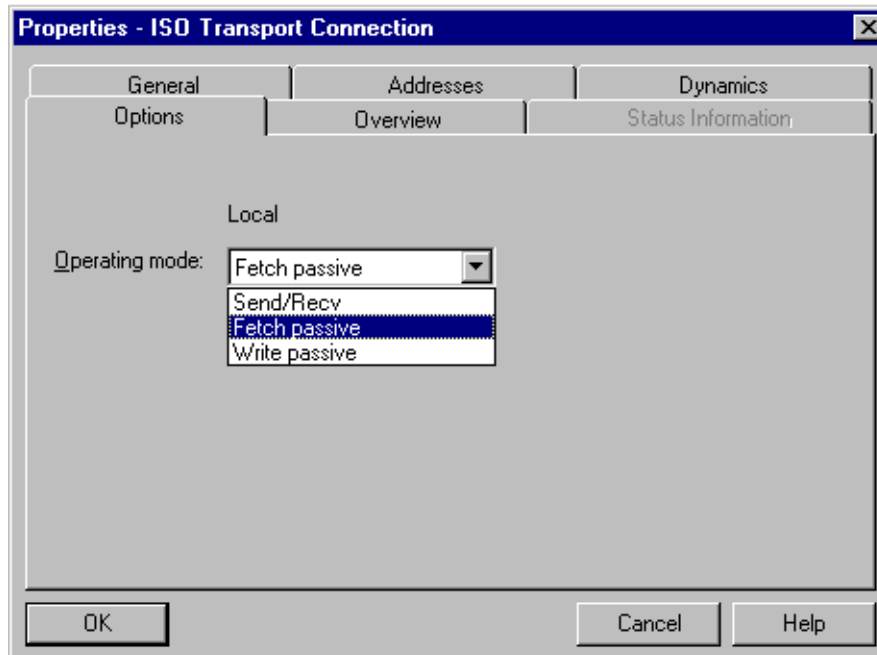 Properties - ISO Transport Connection
General Addresses Dynamics
Options Overview Status Information
Local
Operating mode: Fetch passive
Send/Recv
Fetch passive
Write passive
OK Cancel Help